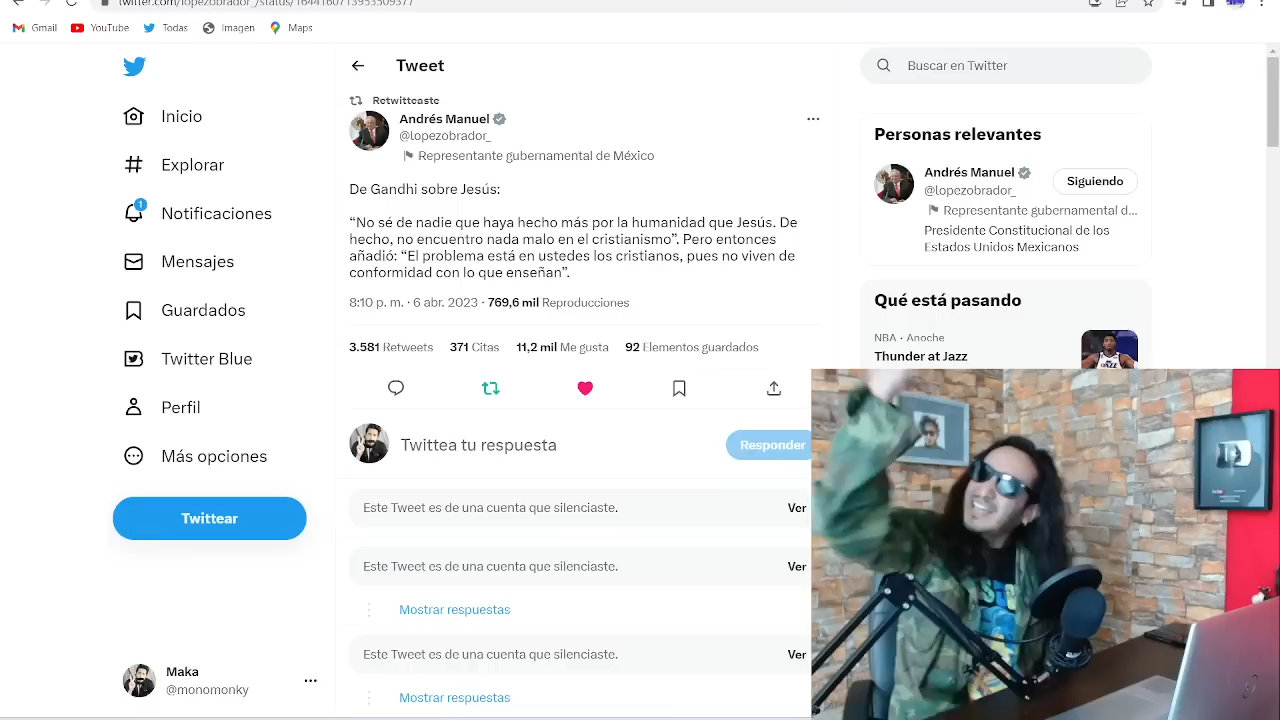 twitter.com/lopezobrador_/status/1644160713953509377
Gmail
YouTube
Todas
Imagen
Maps
Inicio
Explorar
1
Notificaciones
Mensajes
Guardados
Twitter Blue
Perfil
Más opciones
Twittear
Maka
@monomonky
Tweet
Retwitteaste
Andrés Manuel
@lopezobrador_
Representante gubernamental de México
De Gandhi sobre Jesús:
“No sé de nadie que haya hecho más por la humanidad que Jesús. De
hecho, no encuentro nada malo en el cristianismo”. Pero entonces
añadió: “El problema está en ustedes los cristianos, pues no viven de
conformidad con lo que enseñan”.
8:10 p. m. · 6 abr. 2023 · 769,6 mil Reproducciones
3.581 Retweets 371 Citas 11,2 mil Me gusta 92 Elementos guardados
Twittea tu respuesta
Responder
Este Tweet es de una cuenta que silenciaste.
Ver
Este Tweet es de una cuenta que silenciaste.
Ver
Mostrar respuestas
Este Tweet es de una cuenta que silenciaste.
Ver
Mostrar respuestas
Buscar en Twitter
Personas relevantes
Andrés Manuel
@lopezobrador_
Siguiendo
Representante gubernamental d...
Presidente Constitucional de los
Estados Unidos Mexicanos
Qué está pasando
NBA · Anoche
Thunder at Jazz